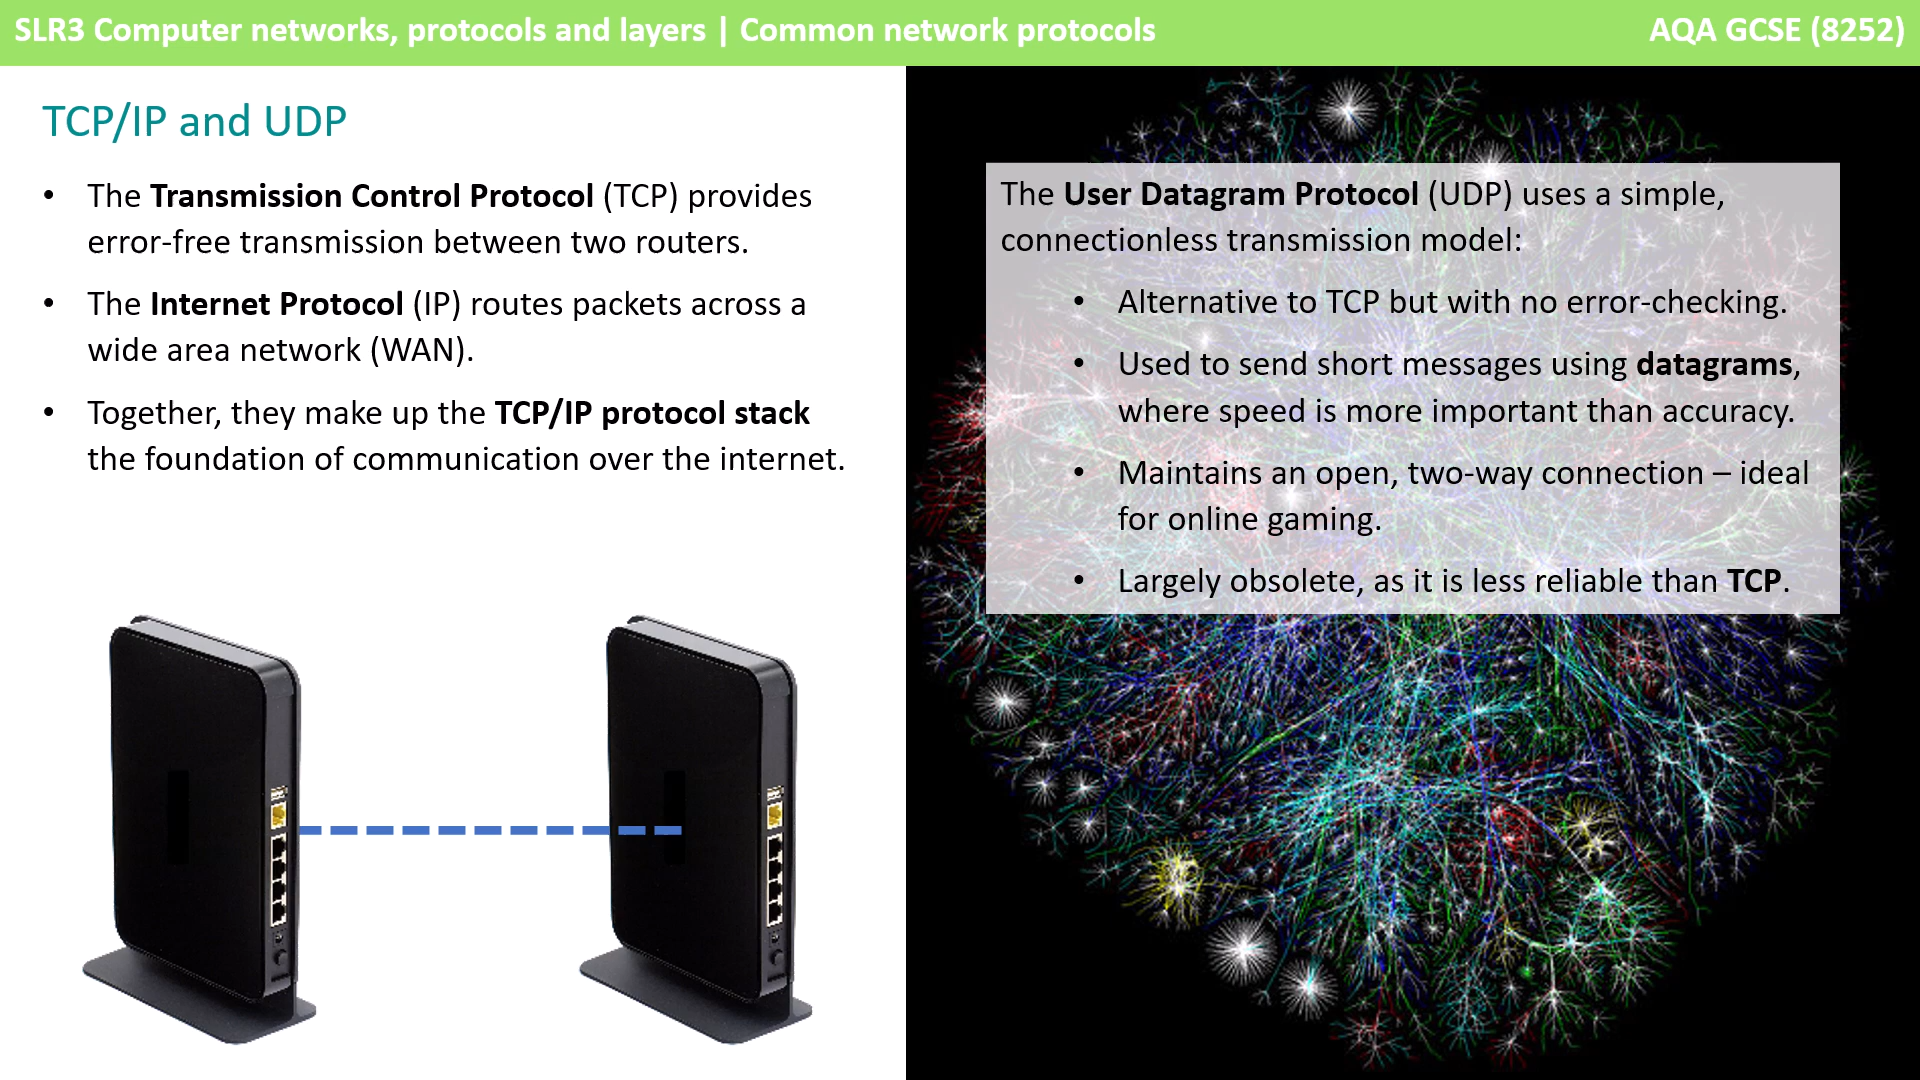 SLR3 Computer networks, protocols and layers | Common network protocols
AQA GCSE (8252)
TCP/IP and UDP
• The Transmission Control Protocol (TCP) provides
error-free transmission between two routers.
• The Internet Protocol (IP) routes packets across a
wide area network (WAN).
• Together, they make up the TCP/IP protocol stack
the foundation of communication over the internet.
The User Datagram Protocol (UDP) uses a simple,
connectionless transmission model:
• Alternative to TCP but with no error-checking.
• Used to send short messages using datagrams,
where speed is more important than accuracy.
• Maintains an open, two-way connection – ideal
for online gaming.
• Largely obsolete, as it is less reliable than TCP.